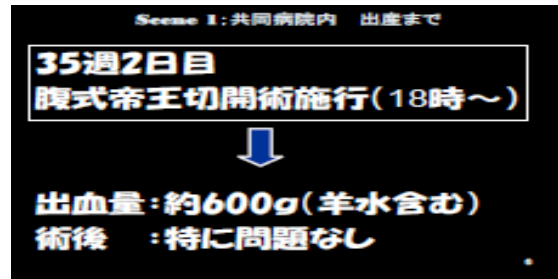 Scene 1:共同病院内 出産まで
35週2日目
腹式帝王切開術施行(18時~)
出血量:約600g(羊水含む)
術後 :特に問題なし